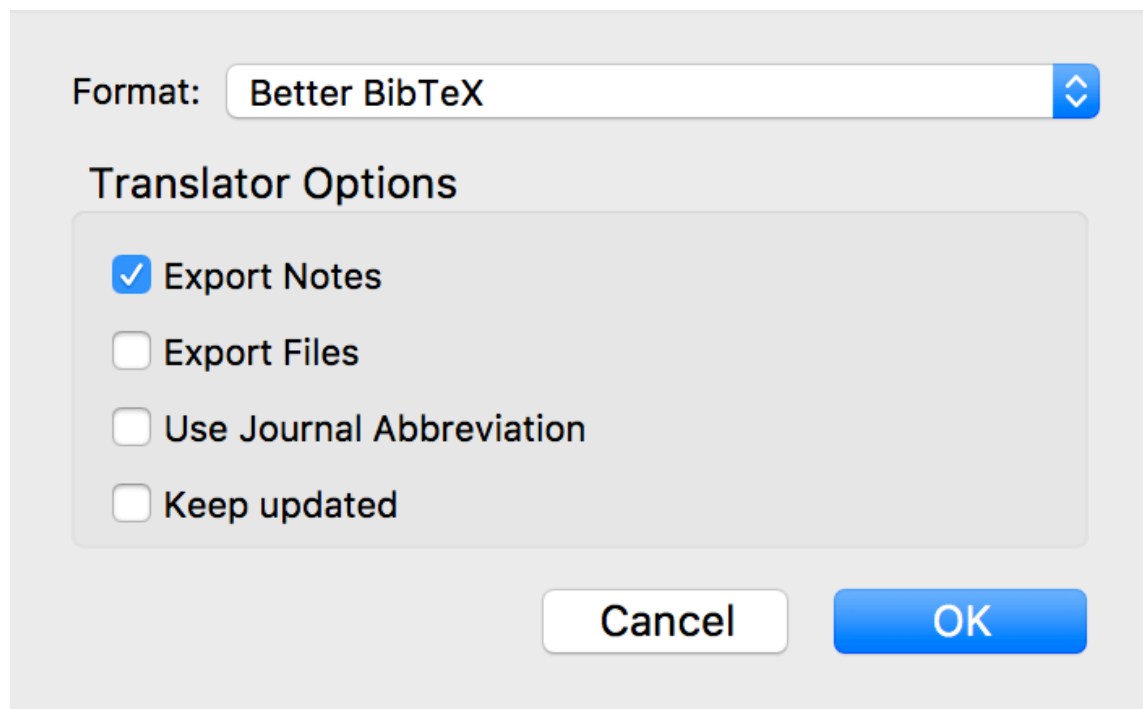 Format: Better BibTeX
Translator Options
Export Notes
Export Files
Use Journal Abbreviation
Keep updated
Cancel OK